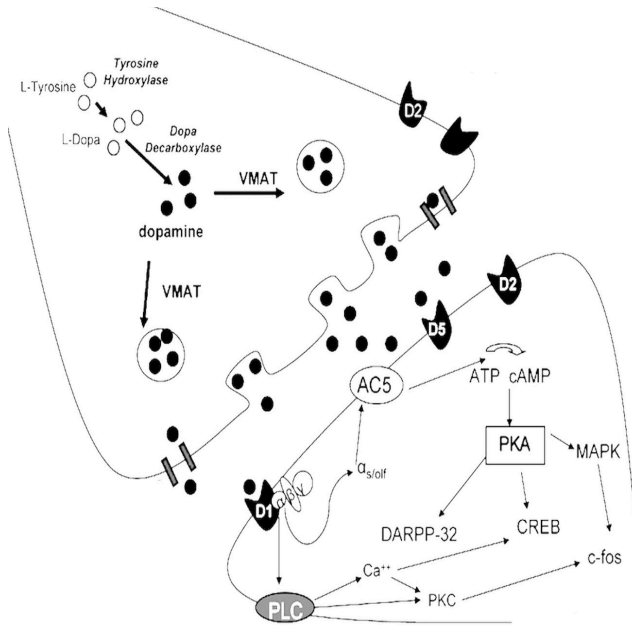 Tyrosine
Hydroxylase
L-Tyrosine
L-Dopa
Dopa
Decarboxylase
VMAT
dopamine
VMAT
D2
D2
D5
AC5
ATP cAMP
PKA
MAPK
αs/olf
D1
α
β
γ
DARPP-32
CREB
c-fos
Ca++
PKC
PLC